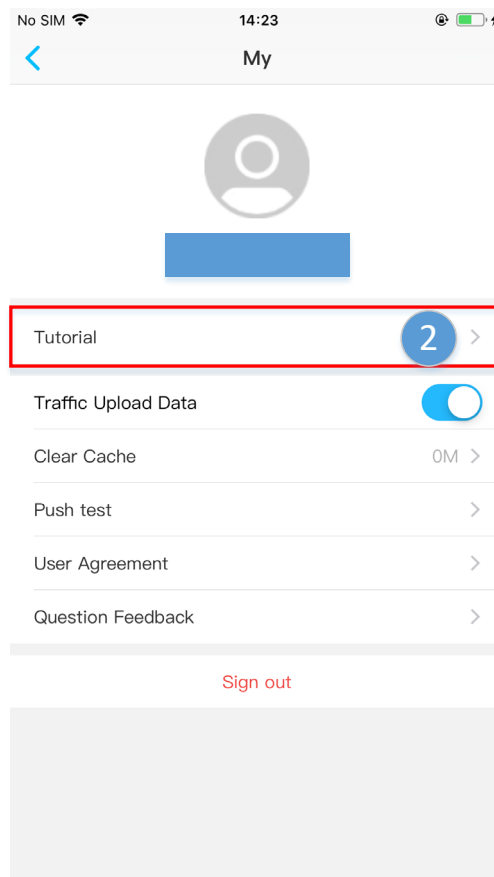 No SIM 14:23
My
Tutorial 2
Traffic Upload Data
Clear Cache 0M
Push test
User Agreement
Question Feedback
Sign out